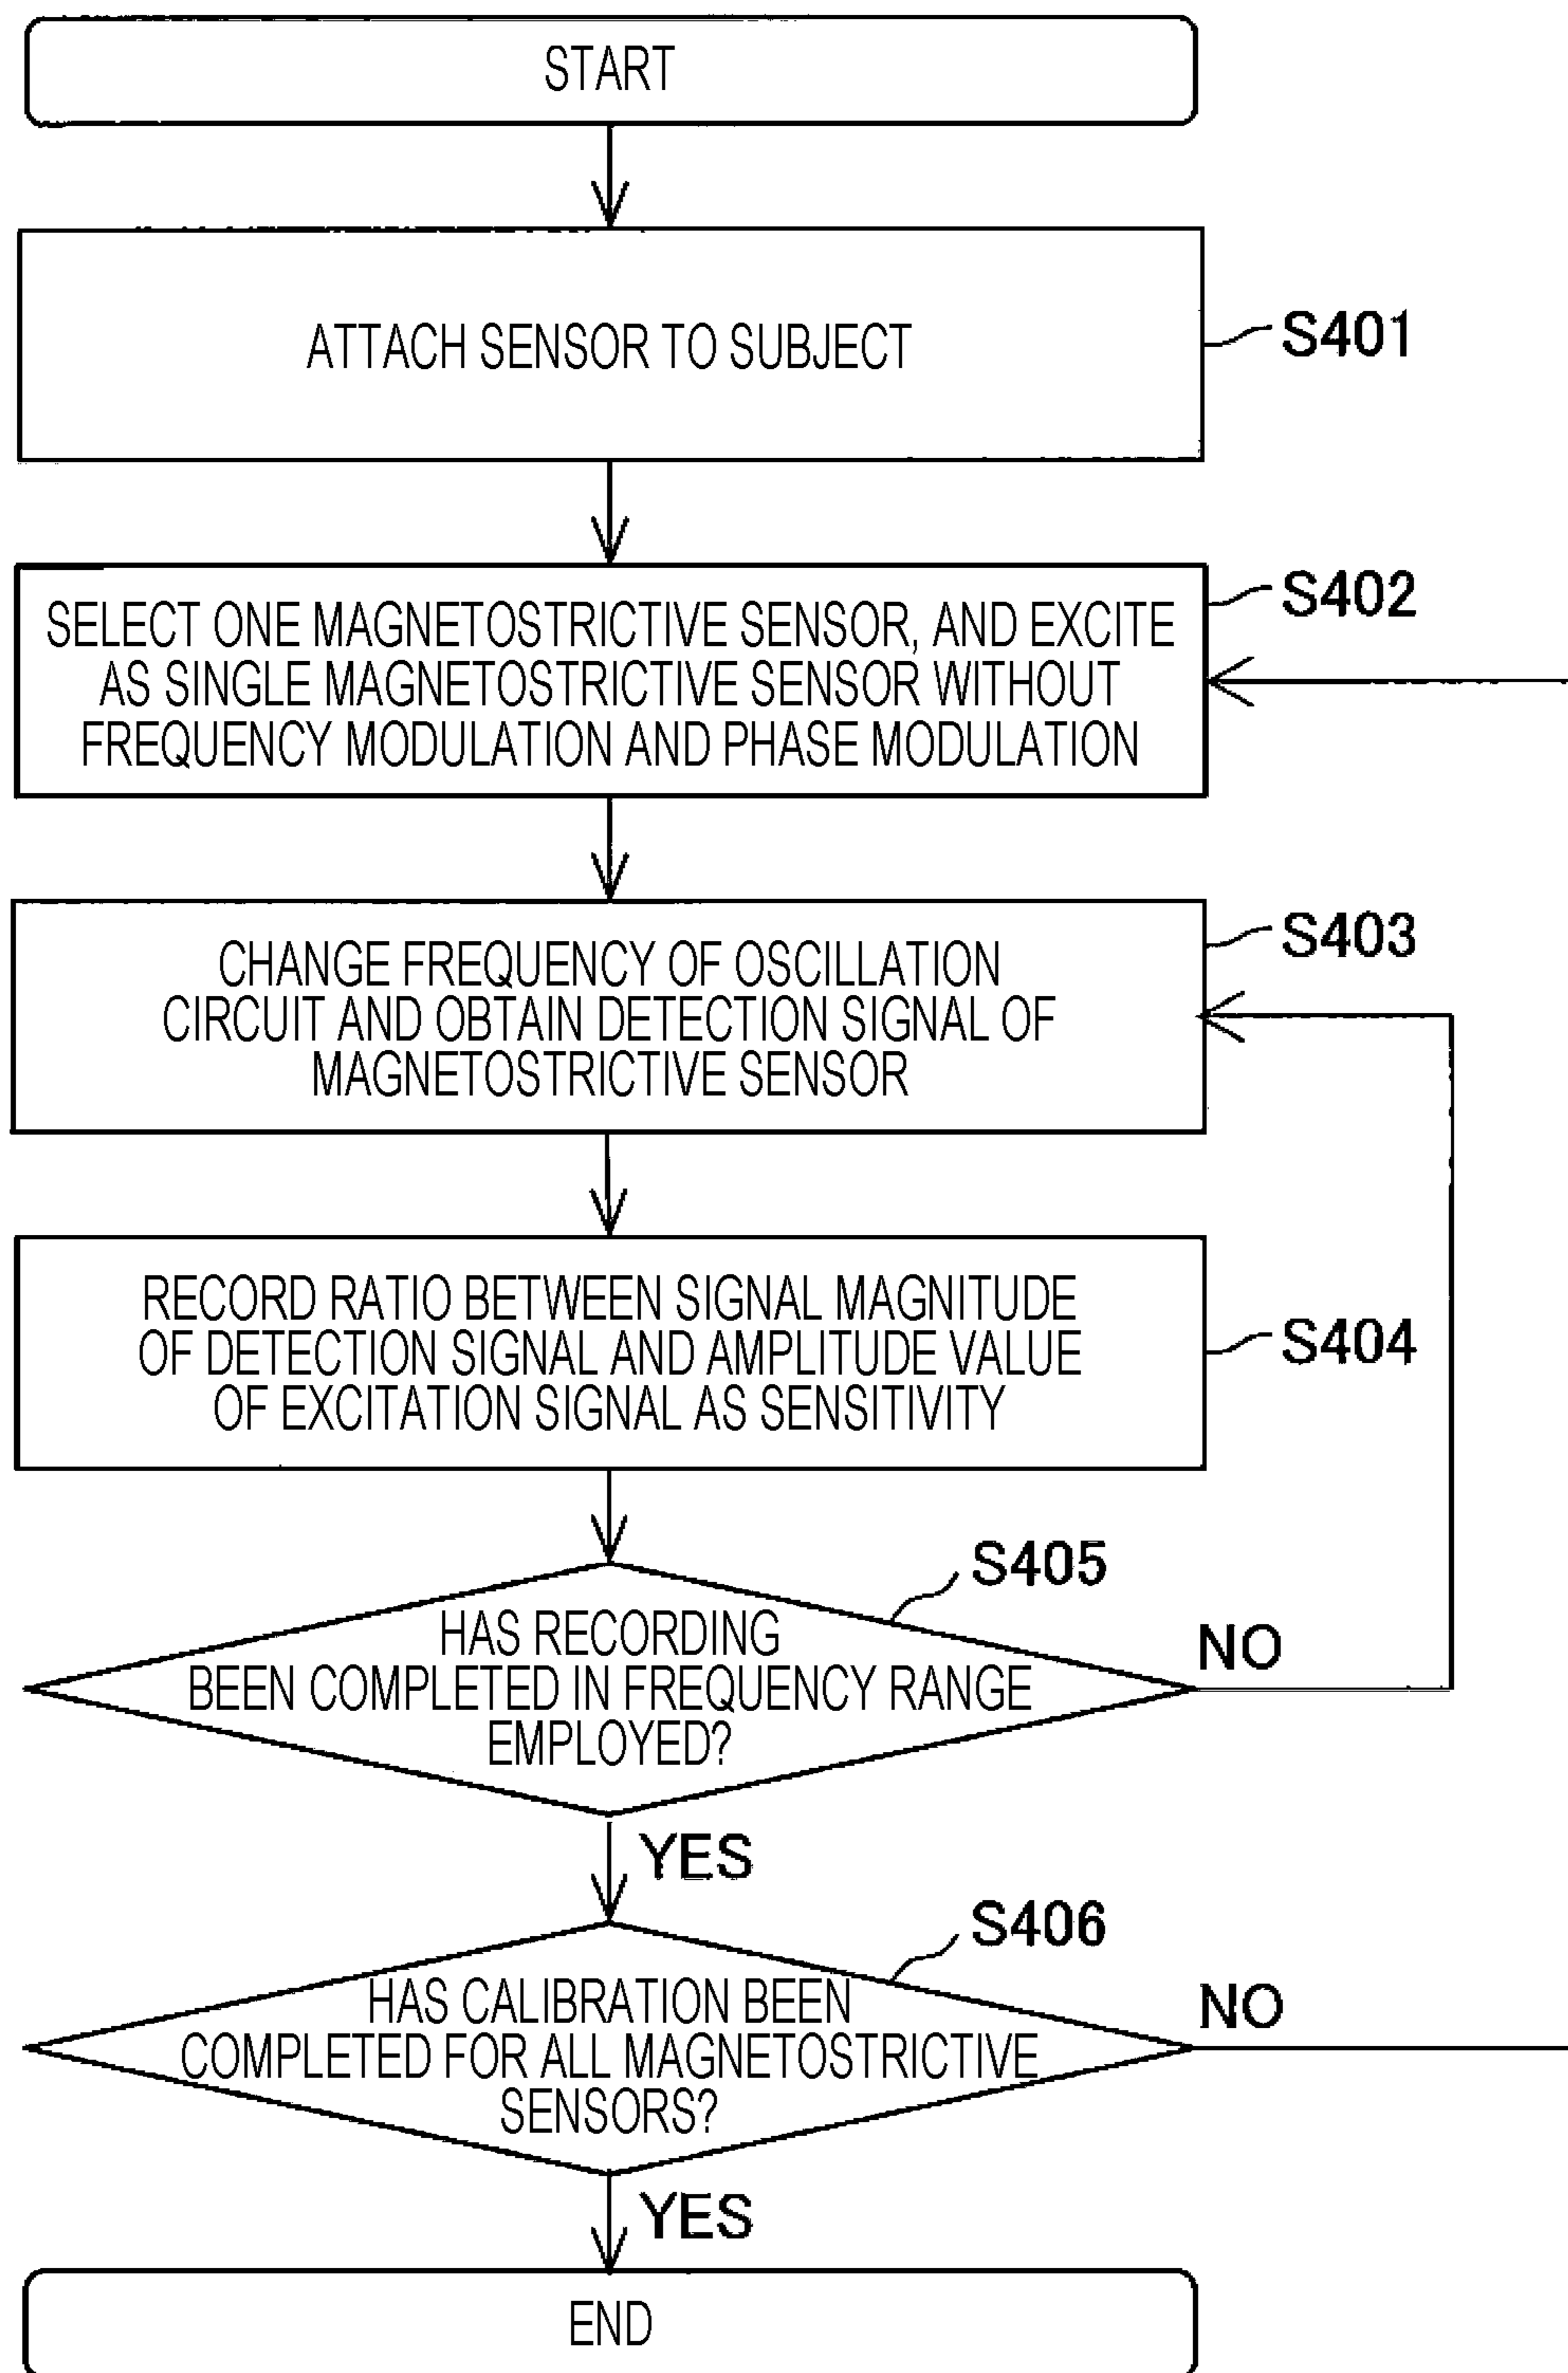 START
ATTACH SENSOR TO SUBJECT
S401
SELECT ONE MAGNETOSTRICTIVE SENSOR, AND EXCITE
AS SINGLE MAGNETOSTRICTIVE SENSOR WITHOUT
FREQUENCY MODULATION AND PHASE MODULATION
S402
CHANGE FREQUENCY OF OSCILLATION
CIRCUIT AND OBTAIN DETECTION SIGNAL OF
MAGNETOSTRICTIVE SENSOR
S403
RECORD RATIO BETWEEN SIGNAL MAGNITUDE
OF DETECTION SIGNAL AND AMPLITUDE VALUE
OF EXCITATION SIGNAL AS SENSITIVITY
S404
S405
HAS RECORDING
BEEN COMPLETED IN FREQUENCY RANGE
EMPLOYED?
NO
YES
S406
HAS CALIBRATION BEEN
COMPLETED FOR ALL MAGNETOSTRICTIVE
SENSORS?
NO
YES
END